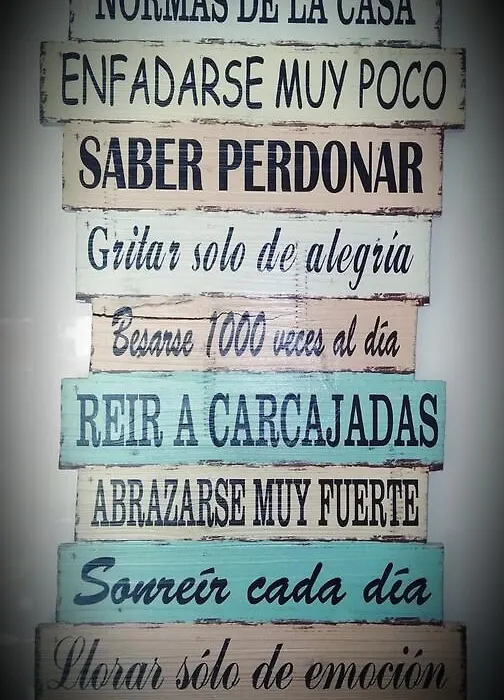 NORMAS DE LA CASA
ENFADARSE MUY POCO
SABER PERDONAR
Gritar solo de alegría
Besarse 1000 veces al día
REIR A CARCAJADAS
ABRAZARSE MUY FUERTE
Sonreír cada día
Llorar sólo de emoción